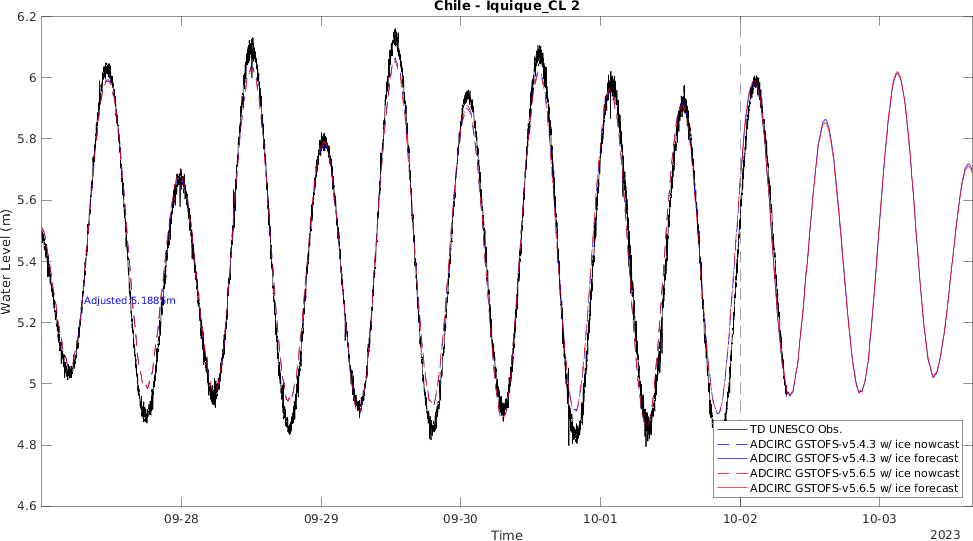 Chile - Iquique_CL 2
6.2
6
5.8
5.6
5.4
5.2
5
4.8
4.6
Water Level (m)
Adjusted:5.1885m
TD UNESCO Obs.
ADCIRC GSTOFS-v5.4.3 w/ ice nowcast
ADCIRC GSTOFS-v5.4.3 w/ ice forecast
ADCIRC GSTOFS-v5.6.5 w/ ice nowcast
ADCIRC GSTOFS-v5.6.5 w/ ice forecast
09-28 09-29 09-30 10-01 10-02 10-03
Time
2023